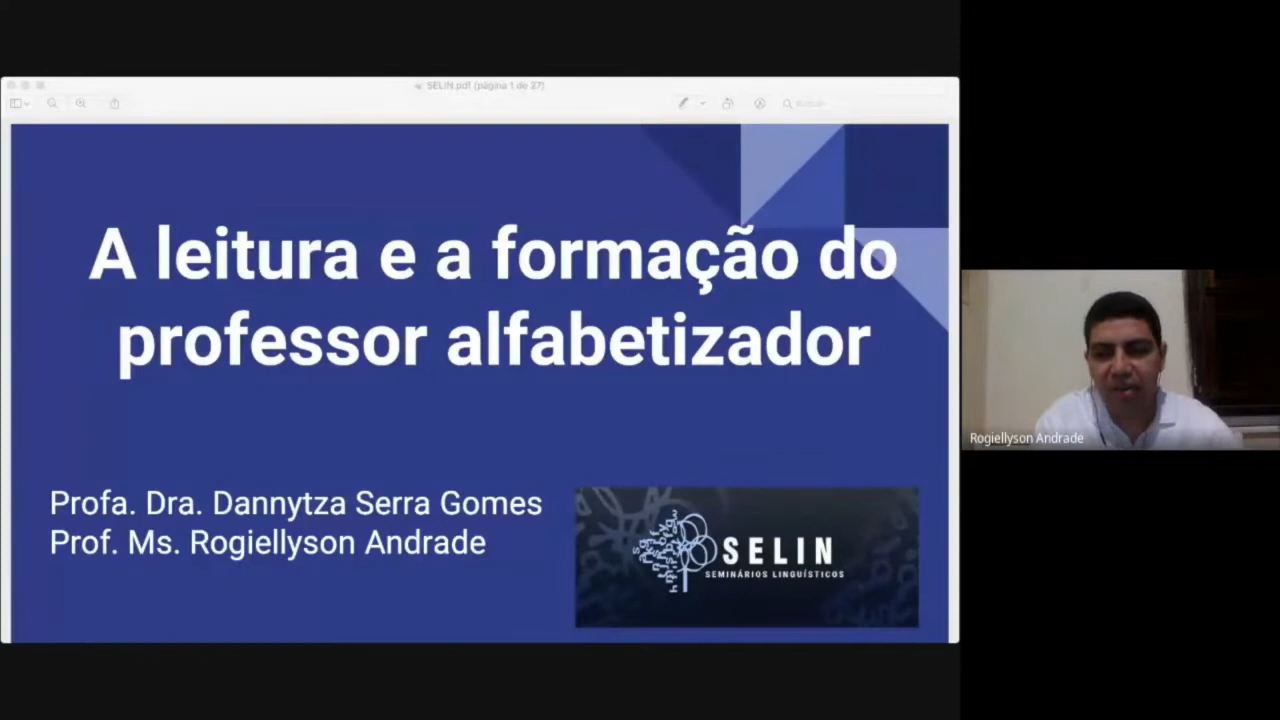 SELIN.pdf (página 1 de 27)
Buscar
A leitura e a formação do
professor alfabetizador
Profa. Dra. Dannytza Serra Gomes
Prof. Ms. Rogiellyson Andrade
SELIN
SEMINÁRIOS LINGUÍSTICOS
Rogiellyson Andrade